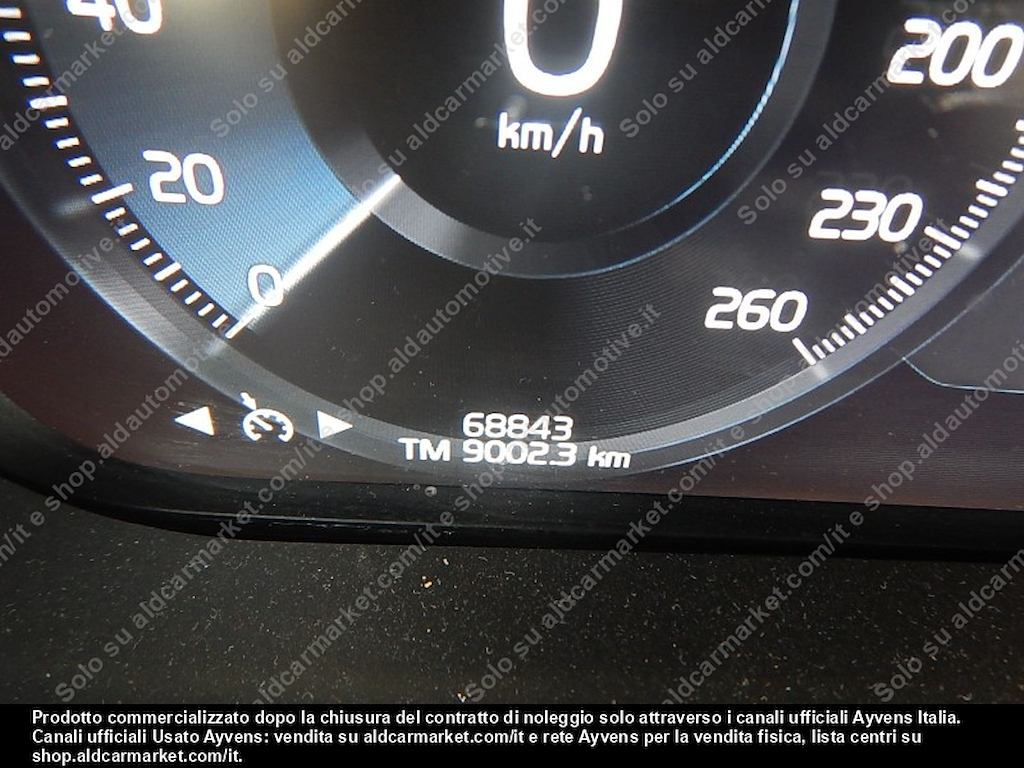 40
0
200
km/h
20
230
0
260
68843
TM 9002.3 km
Solo su aldcarmarket.com/it e shop.aldautomotive.it
Prodotto commercializzato dopo la chiusura del contratto di noleggio solo attraverso i canali ufficiali Ayvens Italia.
Canali ufficiali Usato Ayvens: vendita su aldcarmarket.com/it e rete Ayvens per la vendita fisica, lista centri su
shop.aldcarmarket.com/it.